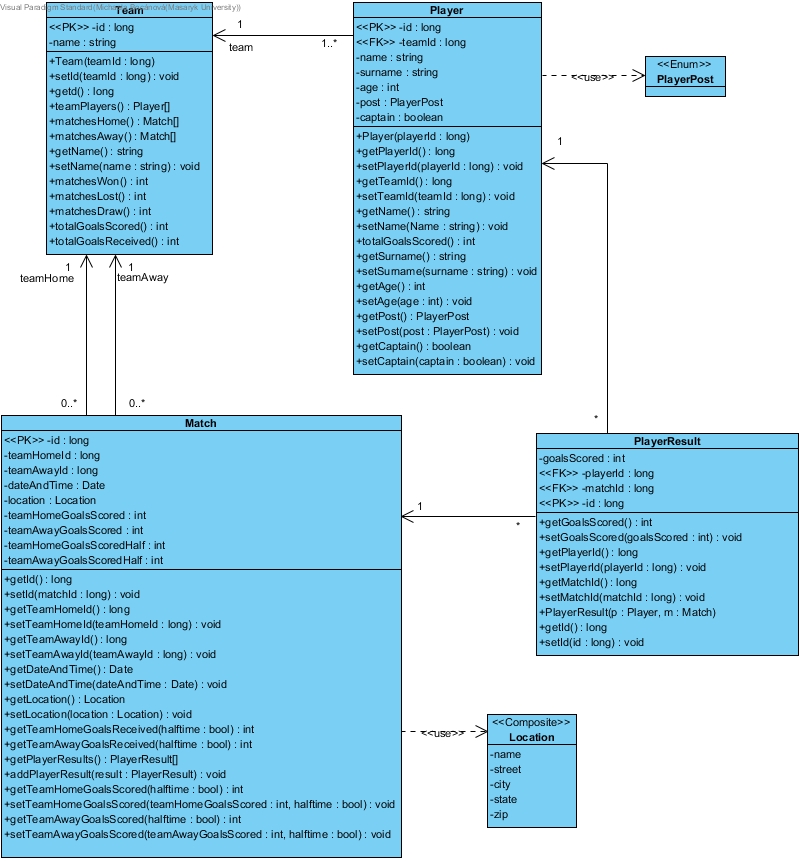 Visual Paradigm Standard(Masaryk University))
Team
<<PK>> -id : long
-name : string
+Team(teamId : long)
+setId(teamId : long) : void
+getd() : long
+teamPlayers() : Player[]
+matchesHome() : Match[]
+matchesAway() : Match[]
+getName() : string
+setName(name : string) : void
+matchesWon() : int
+matchesLost() : int
+matchesDraw() : int
+totalGoalsScored() : int
+totalGoalsReceived() : int
1
team
1..*
Player
<<PK>> -id : long
<<FK>> -teamId : long
-name : string
-surname : string
-age : int
-post : PlayerPost
-captain : boolean
+Player(playerId : long)
+getPlayerId() : long
+setPlayerId(playerId : long) : void
+getTeamId() : long
+setTeamId(teamId : long) : void
+getName() : string
+setName(Name : string) : void
+totalGoalsScored() : int
+getSurname() : string
+setSurname(surname : string) : void
+getAge() : int
+setAge(age : int) : void
+getPost() : PlayerPost
+setPost(post : PlayerPost) : void
+getCaptain() : boolean
+setCaptain(captain : boolean) : void
<<use>>
<<Enum>>
PlayerPost
1
*
1
teamHome
1
teamAway
0..*
0..*
Match
<<PK>> -id : long
-teamHomeId : long
-teamAwayId : long
-dateAndTime : Date
-location : Location
-teamHomeGoalsScored : int
-teamAwayGoalsScored : int
-teamHomeGoalsScoredHalf : int
-teamAwayGoalsScoredHalf : int
+getId() : long
+setId(matchId : long) : void
+getTeamHomeId() : long
+setTeamHomeId(teamHomeId : long) : void
+getTeamAwayId() : long
+setTeamAwayId(teamAwayId : long) : void
+getDateAndTime() : Date
+setDateAndTime(dateAndTime : Date) : void
+getLocation() : Location
+setLocation(location : Location) : void
+getTeamHomeGoalsReceived(halftime : bool) : int
+getTeamAwayGoalsReceived(halftime : bool) : int
+getPlayerResults() : PlayerResult[]
+addPlayerResult(result : PlayerResult) : void
+getTeamHomeGoalsScored(halftime : bool) : int
+setTeamHomeGoalsScored(teamHomeGoalsScored : int, halftime : bool) : void
+getTeamAwayGoalsScored(halftime : bool) : int
+setTeamAwayGoalsScored(teamAwayGoalsScored : int, halftime : bool) : void
1
*
PlayerResult
-goalsScored : int
<<FK>> -playerId : long
<<FK>> -matchId : long
<<PK>> -id : long
+getGoalsScored() : int
+setGoalsScored(goalsScored : int) : void
+getPlayerId() : long
+setPlayerId(playerId : long) : void
+getMatchId() : long
+setMatchId(matchId : long) : void
+PlayerResult(p : Player, m : Match)
+getId() : long
+setId(id : long) : void
<<use>>
<<Composite>>
Location
-name
-street
-city
-state
-zip